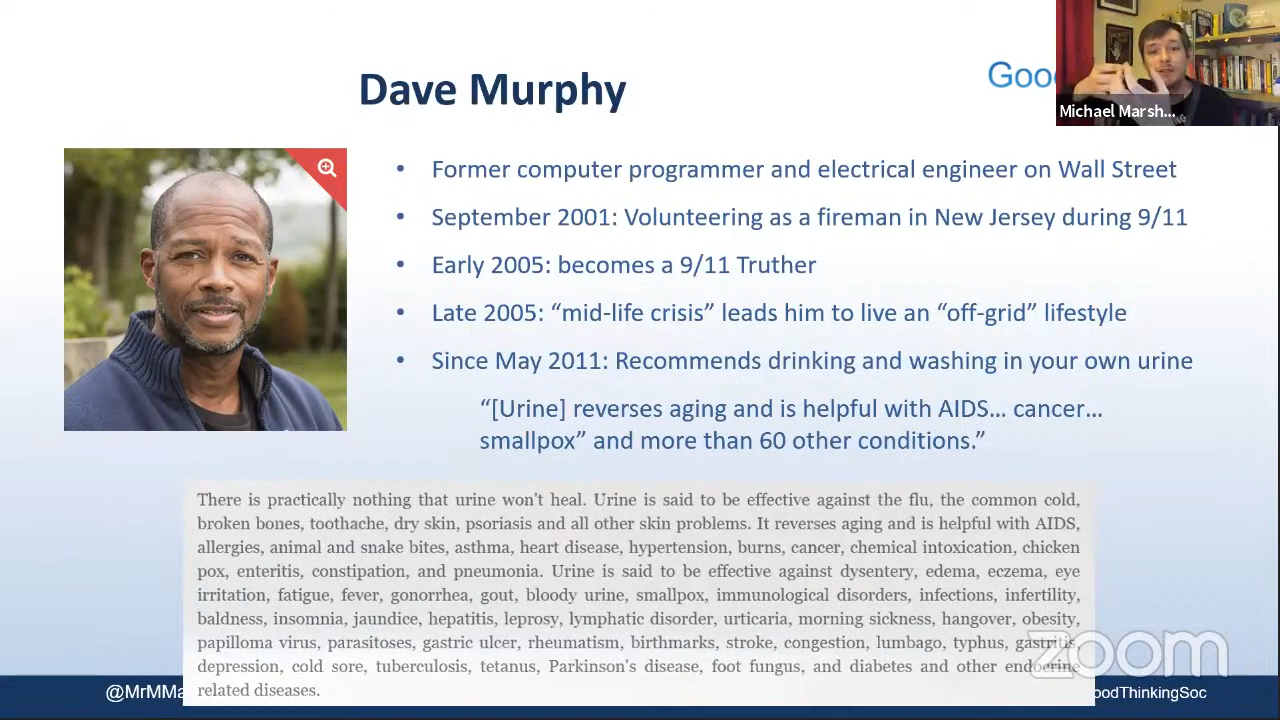 Dave Murphy
Michael Marsh...
• Former computer programmer and electrical engineer on Wall Street
• September 2001: Volunteering as a fireman in New Jersey during 9/11
• Early 2005: becomes a 9/11 Truther
• Late 2005: “mid-life crisis” leads him to live an “off-grid” lifestyle
• Since May 2011: Recommends drinking and washing in your own urine
“[Urine] reverses aging and is helpful with AIDS… cancer…
smallpox” and more than 60 other conditions.”
There is practically nothing that urine won't heal. Urine is said to be effective against the flu, the common cold,
broken bones, toothache, dry skin, psoriasis and all other skin problems. It reverses aging and is helpful with AIDS,
allergies, animal and snake bites, asthma, heart disease, hypertension, burns, cancer, chemical intoxication, chicken
pox, enteritis, constipation, and pneumonia. Urine is said to be effective against dysentery, edema, eczema, eye
irritation, fatigue, fever, gonorrhea, gout, bloody urine, smallpox, immunological disorders, infections, infertility,
baldness, insomnia, jaundice, hepatitis, leprosy, lymphatic disorder, urticaria, morning sickness, hangover, obesity,
papilloma virus, parasitoses, gastric ulcer, rheumatism, birthmarks, stroke, congestion, lumbago, typhus, gastritis,
depression, cold sore, tuberculosis, tetanus, Parkinson's disease, foot fungus, and diabetes and other endocrine
related diseases.
zoom
@MrMMa
oodThinkingSoc